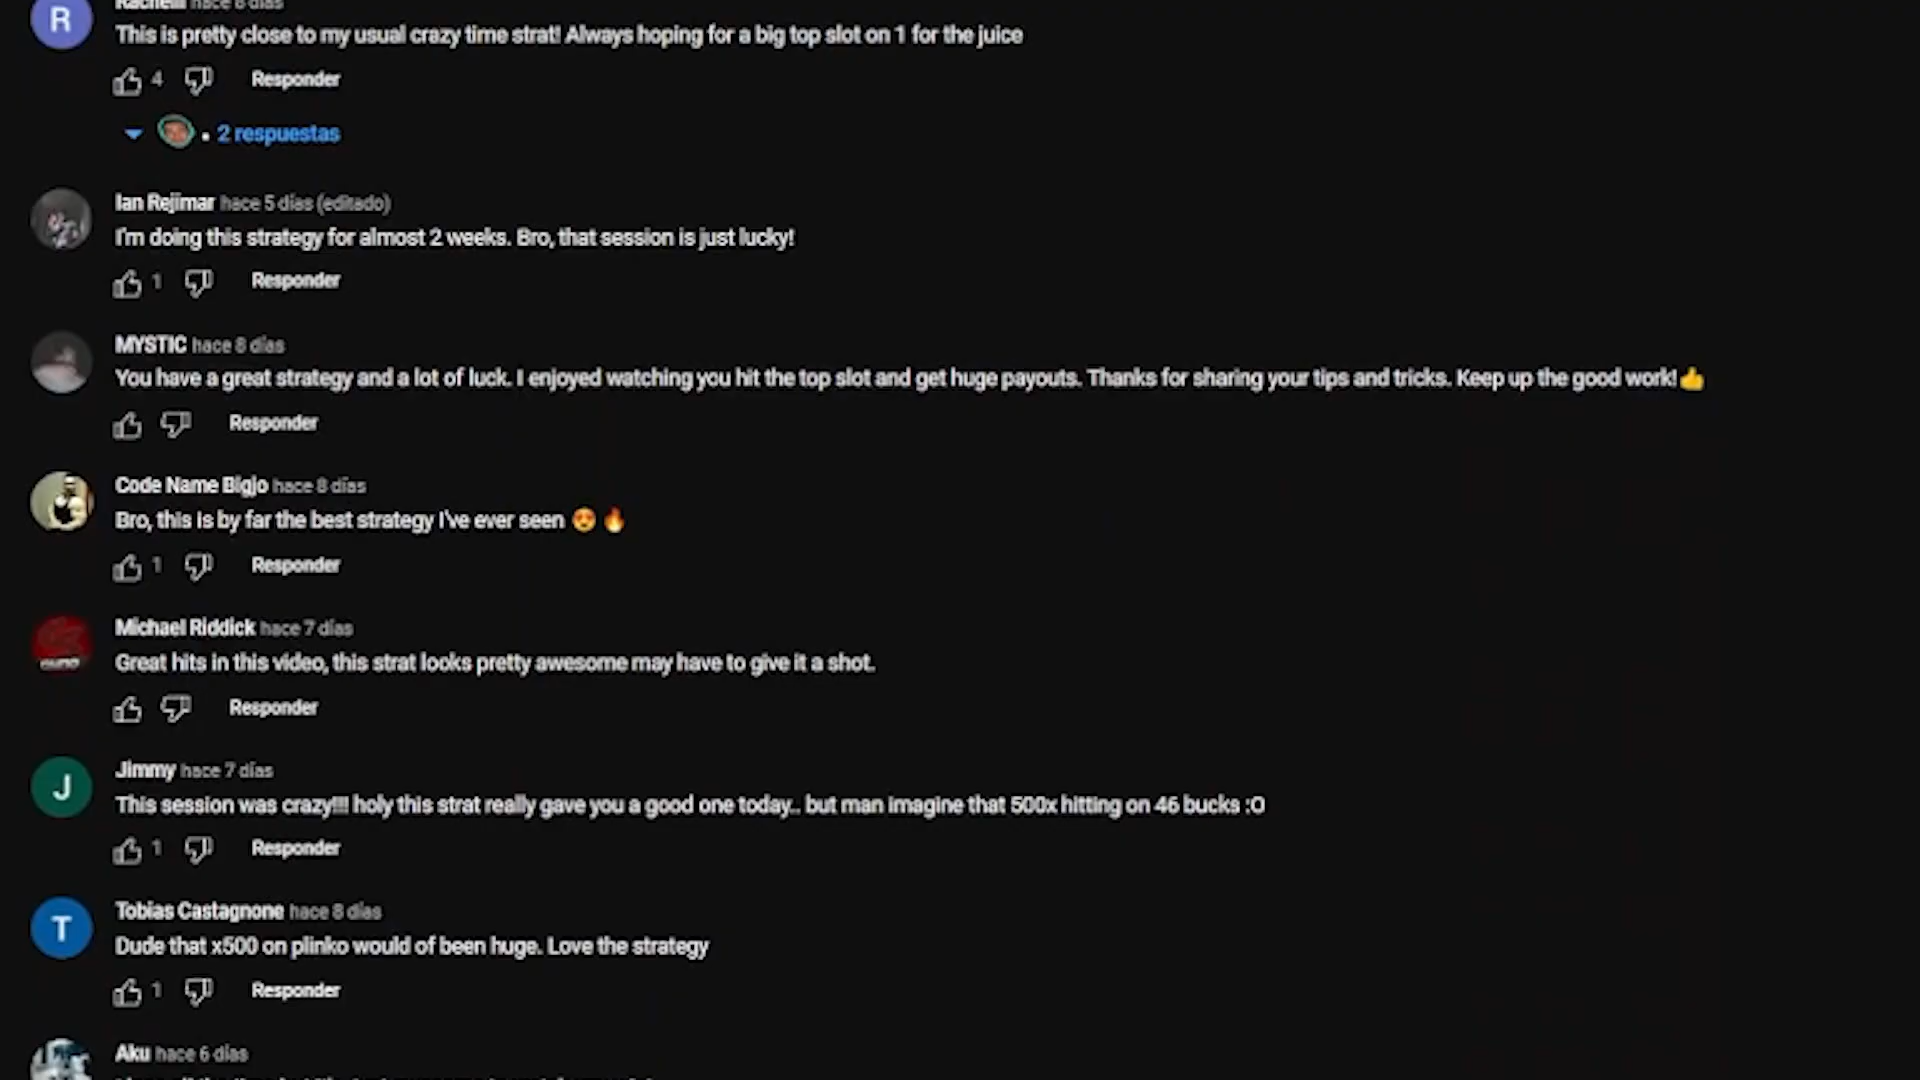 R
hace 8 días
This is pretty close to my usual crazy time strat! Always hoping for a big top slot on 1 for the juice
4 Responder
2 respuestas
Ian Rejimar hace 5 días (editado)
I'm doing this strategy for almost 2 weeks. Bro, that session is just lucky!
1 Responder
MYSTIC hace 8 días
You have a great strategy and a lot of luck. I enjoyed watching you hit the top slot and get huge payouts. Thanks for sharing your tips and tricks. Keep up the good work!👍
Responder
Code Name Bigjo hace 8 días
Bro, this is by far the best strategy I've ever seen 😍 🔥
1 Responder
Michael Riddick hace 7 días
Great hits in this video, this strat looks pretty awesome may have to give it a shot.
Responder
J
Jimmy hace 7 días
This session was crazy!!! holy this strat really gave you a good one today.. but man imagine that 500x hitting on 46 bucks :O
1 Responder
T
Tobias Castagnone hace 8 días
Dude that x500 on plinko would of been huge. Love the strategy
1 Responder
Aku hace 6 días